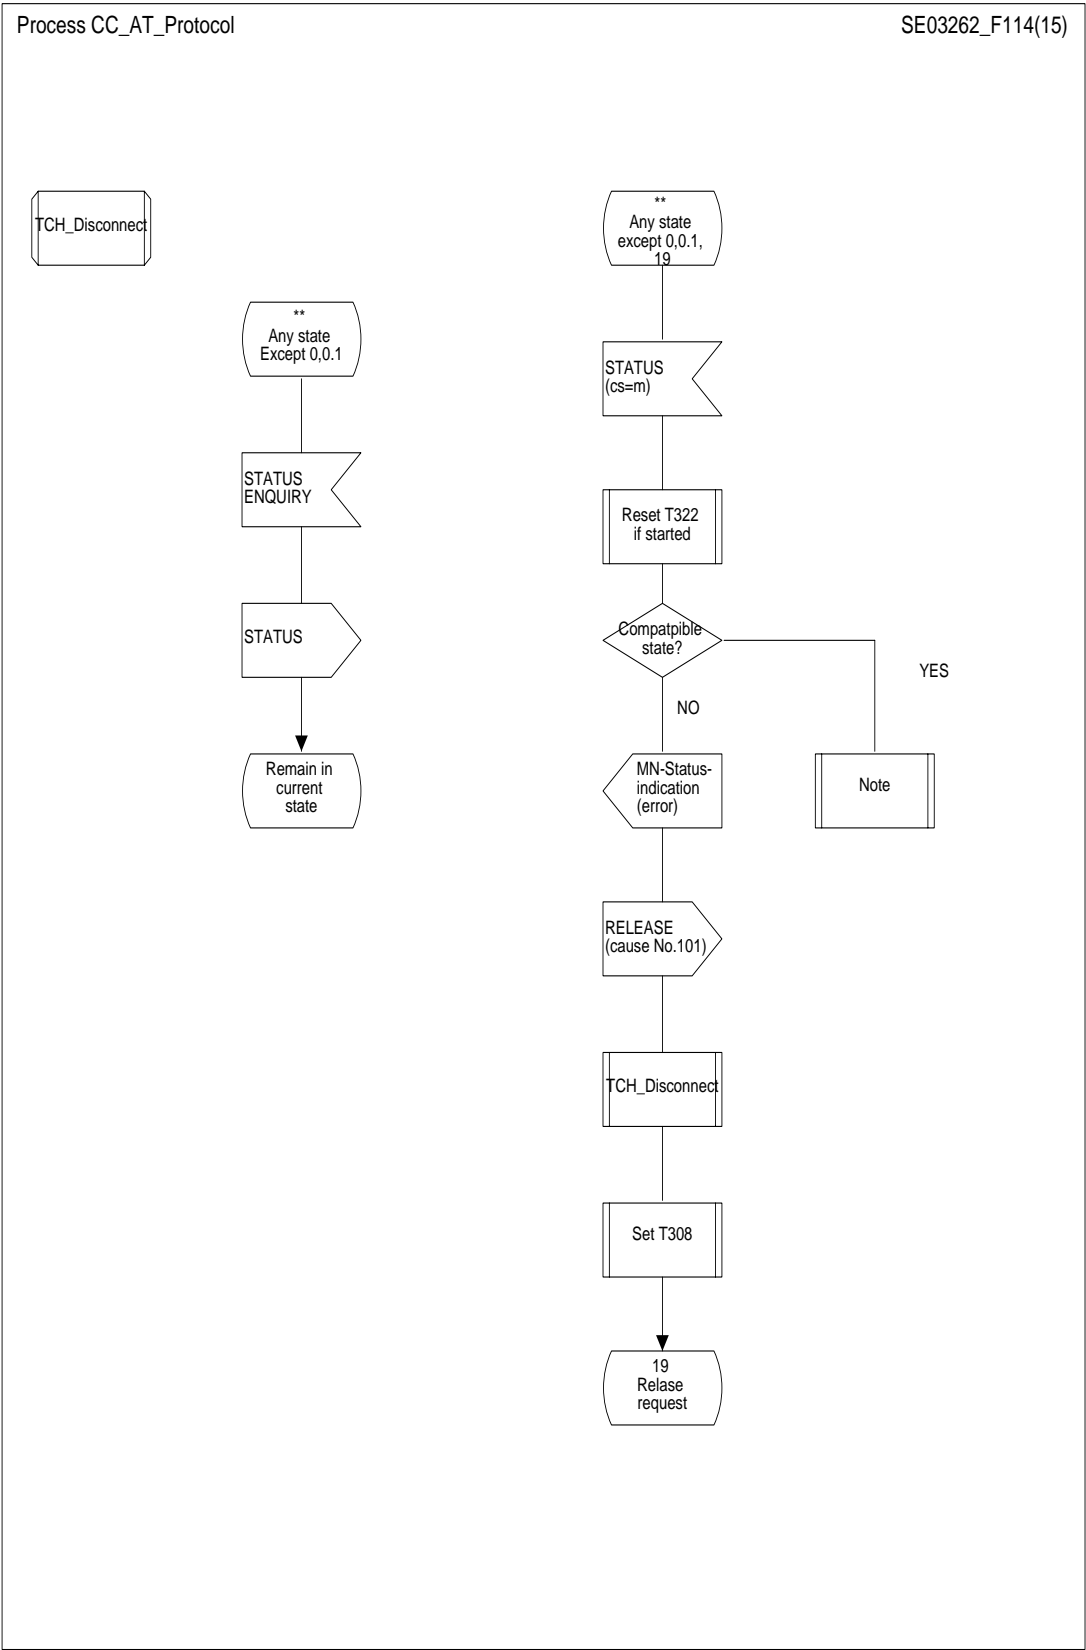 Process CC_AT_Protocol
SE03262_F114(15)
TCH_Disconnect
**
Any state
Except 0,0.1
STATUS
ENQUIRY
STATUS
Remain in
current
state
**
Any state
except 0,0.1,
19
STATUS
(cs=m)
Reset T322
if started
Compatpible
state?
YES
NO
MN-Status-
indication
(error)
Note
RELEASE
(cause No.101)
TCH_Disconnect
Set T308
19
Relase
request